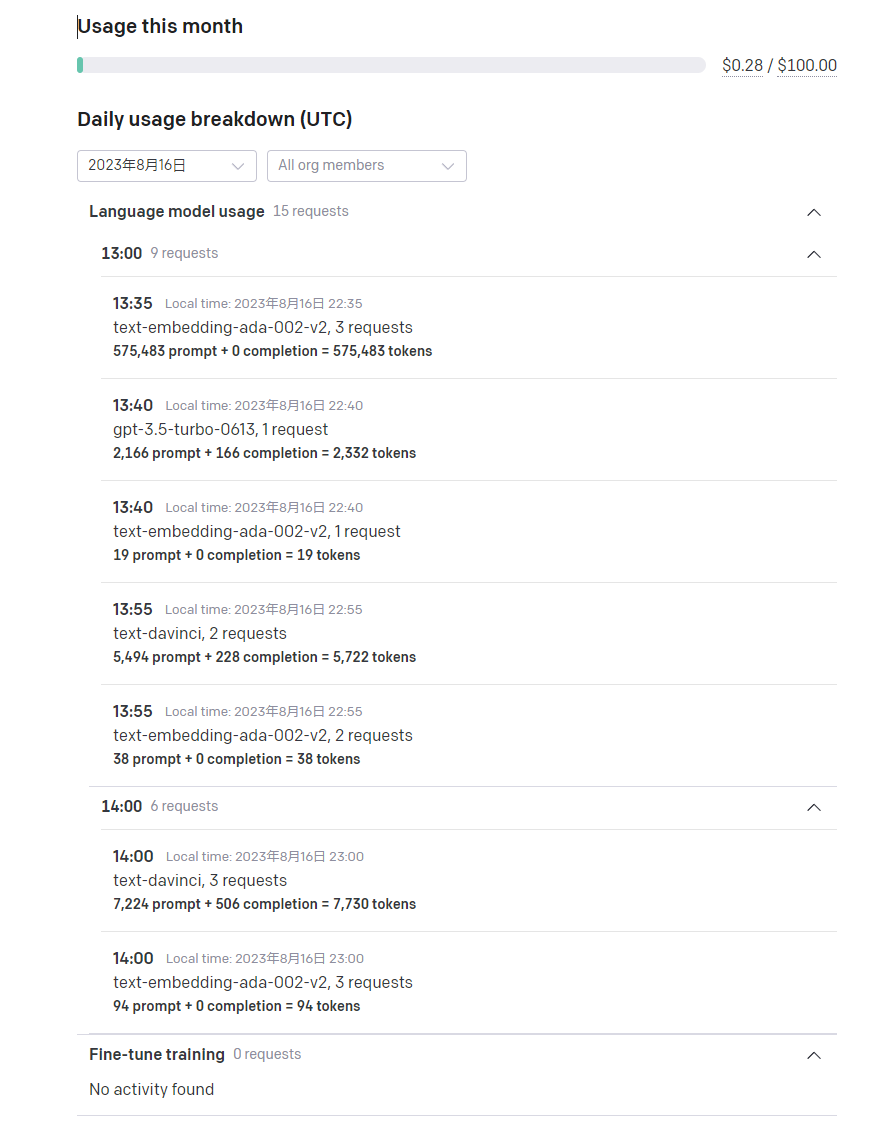 Usage this month
$0.28 / $100.00
Daily usage breakdown (UTC)
2023年8月16日 All org members
Language model usage 15 requests
13:00 9 requests
13:35 Local time: 2023年8月16日 22:35
text-embedding-ada-002-v2, 3 requests
575,483 prompt + 0 completion = 575,483 tokens
13:40 Local time: 2023年8月16日 22:40
gpt-3.5-turbo-0613, 1 request
2,166 prompt + 166 completion = 2,332 tokens
13:40 Local time: 2023年8月16日 22:40
text-embedding-ada-002-v2, 1 request
19 prompt + 0 completion = 19 tokens
13:55 Local time: 2023年8月16日 22:55
text-davinci, 2 requests
5,494 prompt + 228 completion = 5,722 tokens
13:55 Local time: 2023年8月16日 22:55
text-embedding-ada-002-v2, 2 requests
38 prompt + 0 completion = 38 tokens
14:00 6 requests
14:00 Local time: 2023年8月16日 23:00
text-davinci, 3 requests
7,224 prompt + 506 completion = 7,730 tokens
14:00 Local time: 2023年8月16日 23:00
text-embedding-ada-002-v2, 3 requests
94 prompt + 0 completion = 94 tokens
Fine-tune training 0 requests
No activity found